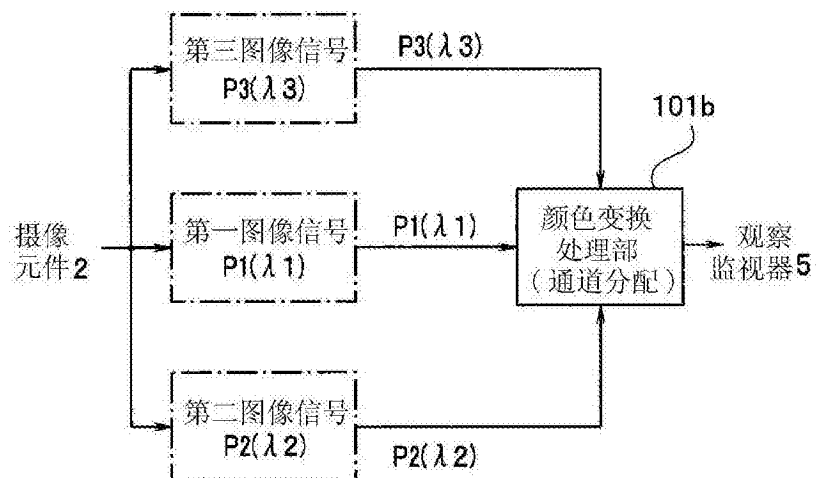 第三图像信号
P3(λ3)
P3(λ3)
101b
摄像
元件2
第一图像信号
P1(λ1)
P1(λ1)
颜色变换
处理部
(通道分配)
观察
监视器5
第二图像信号
P2(λ2)
P2(λ2)